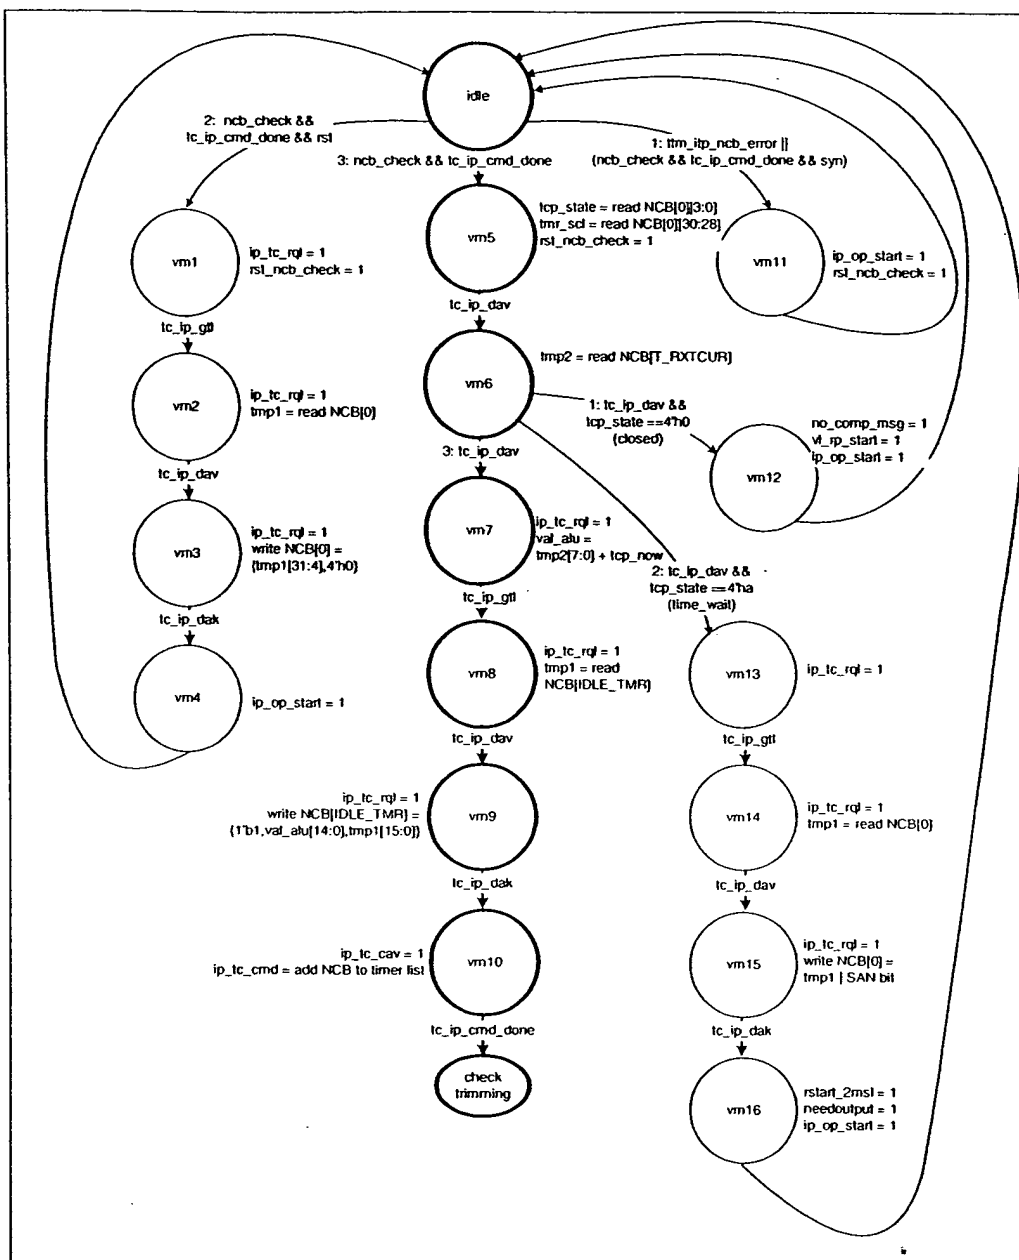 idle
2: ncb_check &&
tc_ip_cmd_done && rst
3: ncb_check && tc_ip_cmd_done
1: ttm_itp_ncb_error ||
(ncb_check && tc_ip_cmd_done && syn)
vm1
ip_tc_rql = 1
rst_ncb_check = 1
tc_ip_gtl
vm2
ip_tc_rql = 1
tmp1 = read NCB[0]
tc_ip_dav
vm3
ip_tc_rql = 1
write NCB[0] =
{tmp1[31:4],4'h0}
tc_ip_dak
vm4
ip_op_start = 1
vm5
tcp_state = read NCB[0][3:0]
tmr_scl = read NCB[0][30:28]
rst_ncb_check = 1
tc_ip_dav
vm6
tmp2 = read NCB[T_RXTCUR]
3: tc_ip_dav
vm7
ip_tc_rql = 1
val_alu =
tmp2[7:0] + tcp_now
tc_ip_gtl
vm8
ip_tc_rql = 1
tmp1 = read
NCB[IDLE_TMR]
tc_ip_dav
vm9
ip_tc_rql = 1
write NCB[IDLE_TMR] =
{1'b1,val_alu[14:0],tmp1[15:0]}
tc_ip_dak
vm10
ip_tc_cav = 1
ip_tc_cmd = add NCB to timer list
tc_ip_cmd_done
check
trimming
vm11
ip_op_start = 1
rst_ncb_check = 1
1: tc_ip_dav &&
tcp_state ==4'h0
(closed)
vm12
no_comp_msg = 1
vl_rp_start = 1
ip_op_start = 1
2: tc_ip_dav &&
tcp_state ==4'ha
(time_wait)
vm13
ip_tc_rql = 1
tc_ip_gtl
vm14
ip_tc_rql = 1
tmp1 = read NCB[0]
tc_ip_dav
vm15
ip_tc_rql = 1
write NCB[0] =
tmp1 | SAN bit
tc_ip_dak
vm16
rstart_2msl = 1
needoutput = 1
ip_op_start = 1